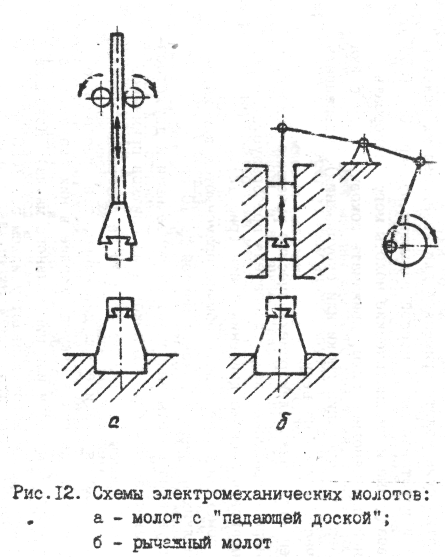 а
б
Рис.12. Схемы электромеханических молотов:
а - молот с "падающей доской";
б - рычажный молот